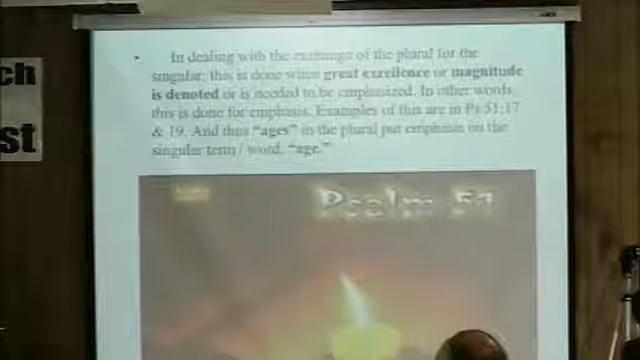 ch
st
• In dealing with the exchange of the plural for the
singular; this is done when great excellence or magnitude
is denoted or is needed to be emphasized. In other words,
this is done for emphasis. Examples of this are in Ps 51:17
& 19. And thus "ages" in the plural put emphasis on the
singular term / word, "age."
Psalm 51